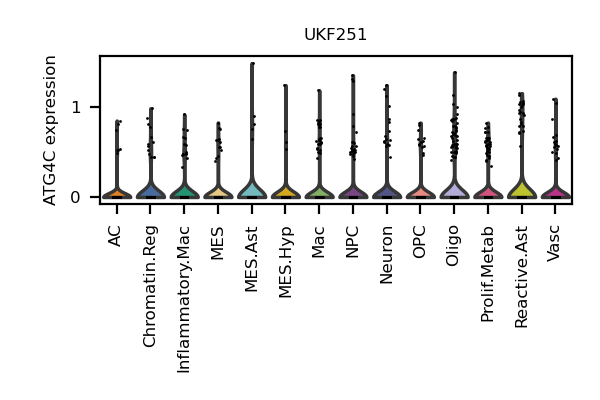 UKF251
ATG4C expression
1
0
AC
Chromatin.Reg
Inflammatory.Mac
MES
MES.Ast
MES.Hyp
Mac
NPC
Neuron
OPC
Oligo
Prolif.Metab
Reactive.Ast
Vasc